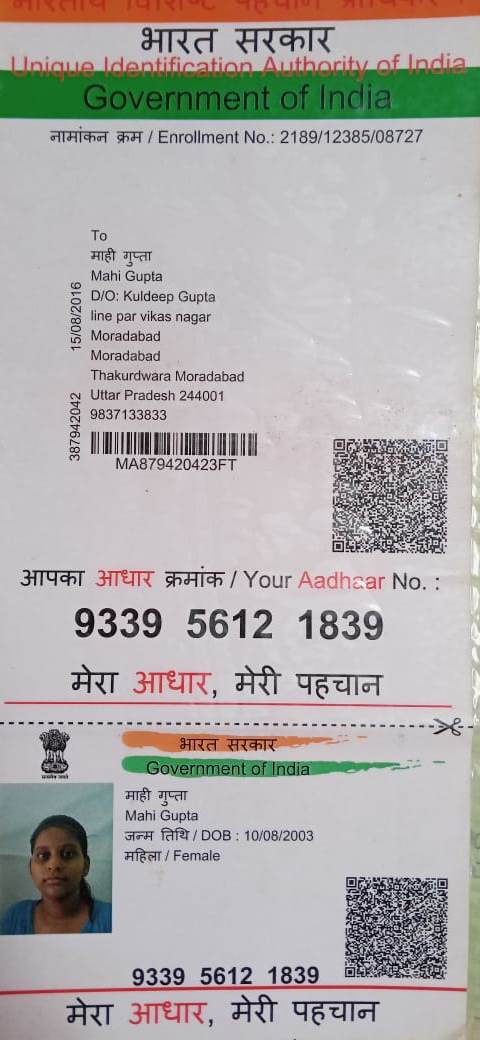 भारतीय विशिष्ट पहचान
भारत सरकार
Unique Identification Authority of India
Government of India
नामांकन क्रम / Enrollment No.: 2189/12385/08727
To
माही गुप्ता
Mahi Gupta
D/O: Kuldeep Gupta
line par vikas nagar
Moradabad
Moradabad
Thakurdwara Moradabad
Uttar Pradesh 244001
9837133833
15/08/2016
387942042
MA879420423FT
आपका आधार क्रमांक / Your Aadhaar No. :
9339 5612 1839
मेरा आधार, मेरी पहचान
भारत सरकार
Government of India
माही गुप्ता
Mahi Gupta
जन्म तिथि / DOB : 10/08/2003
महिला / Female
9339 5612 1839
मेरा आधार, मेरी पहचान